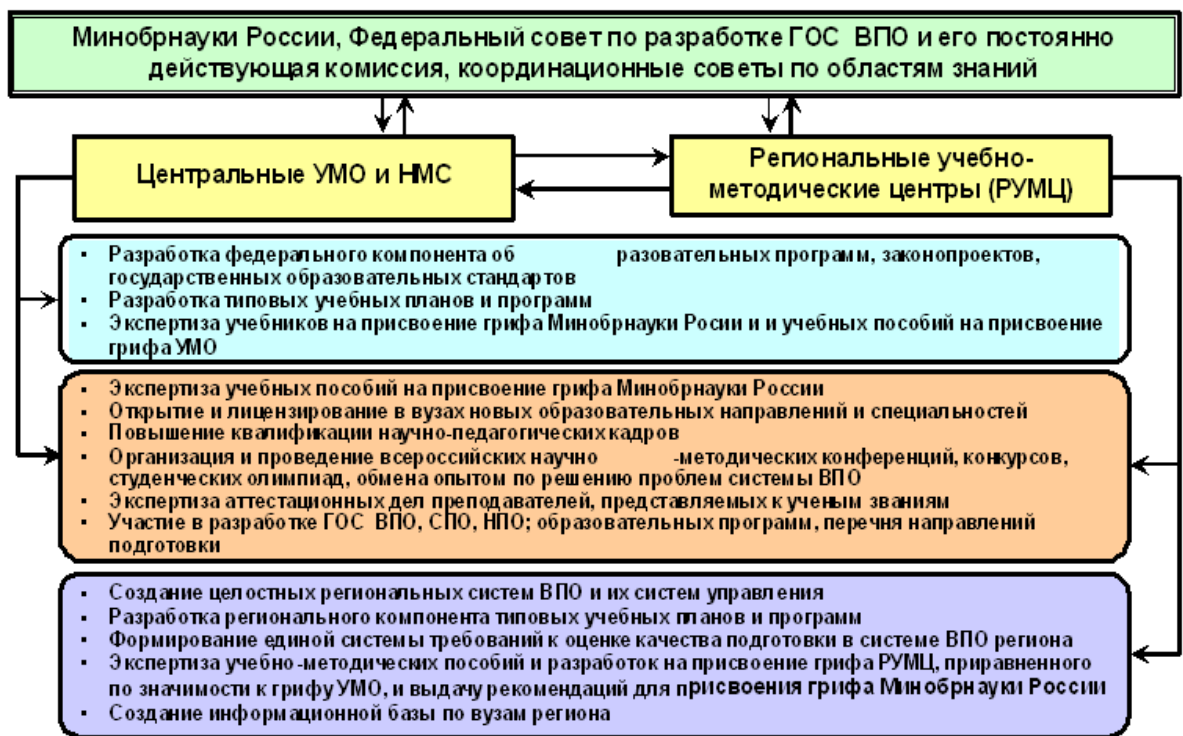 Минобрнауки России, Федеральный совет по разработке ГОС ВПО и его постоянно
действующая комиссия, координационные советы по областям знаний
Центральные УМО и НМС
Региональные учебно-
методические центры (РУМЦ)
▪ Разработка федерального компонента об разовательных программ, законопроектов,
государственных образовательных стандартов
▪ Разработка типовых учебных планов и программ
▪ Экспертиза учебников на присвоение грифа Минобрнауки Росии и и учебных пособий на присвоение
грифа УМО
▪ Экспертиза учебных пособий на присвоение грифа Минобрнауки России
▪ Открытие и лицензирование в вузах новых образовательных направлений и специальностей
▪ Повышение квалификации научно-педагогических кадров
▪ Организация и проведение всероссийских научно -методических конференций, конкурсов,
студенческих олимпиад, обмена опытом по решению проблем системы ВПО
▪ Экспертиза аттестационных дел преподавателей, представляемых к ученым званиям
▪ Участие в разработке ГОС ВПО, СПО, НПО; образовательных программ, перечня направлений
подготовки
▪ Создание целостных региональных систем ВПО и их систем управления
▪ Разработка регионального компонента типовых учебных планов и программ
▪ Формирование единой системы требований к оценке качества подготовки в системе ВПО региона
▪ Экспертиза учебно-методических пособий и разработок на присвоение грифа РУМЦ, приравненного
по значимости к грифу УМО, и выдачу рекомендаций для присвоения грифа Минобрнауки России
▪ Создание информационной базы по вузам региона